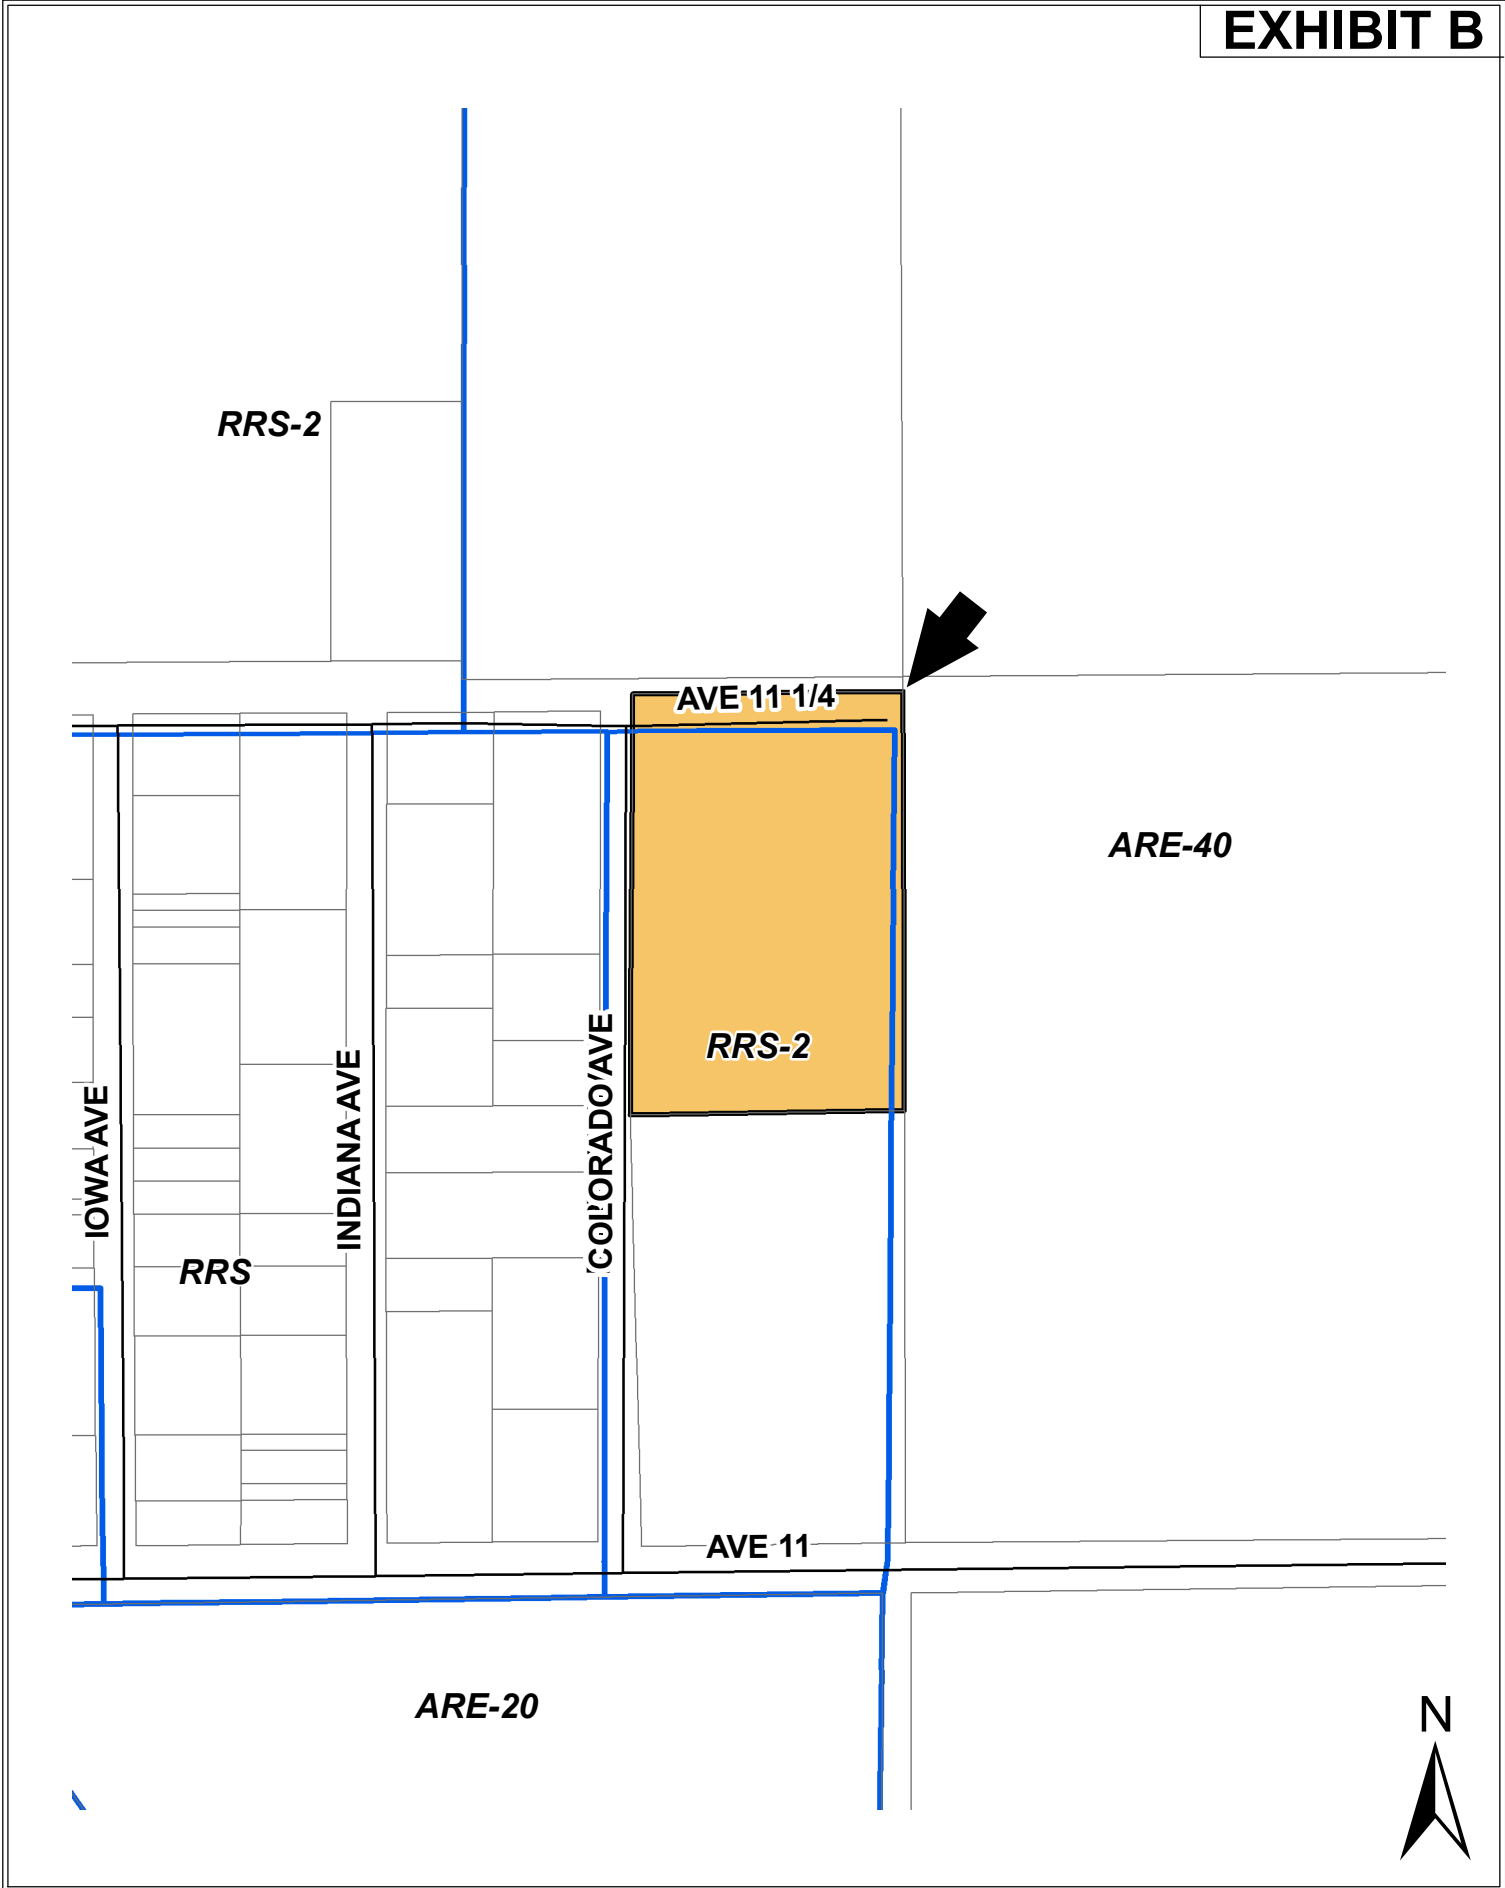 EXHIBIT B
RRS-2
AVE 11 1/4
ARE-40
RRS-2
IOWA AVE
INDIANA AVE
COLORADO AVE
RRS
AVE 11
ARE-20
N